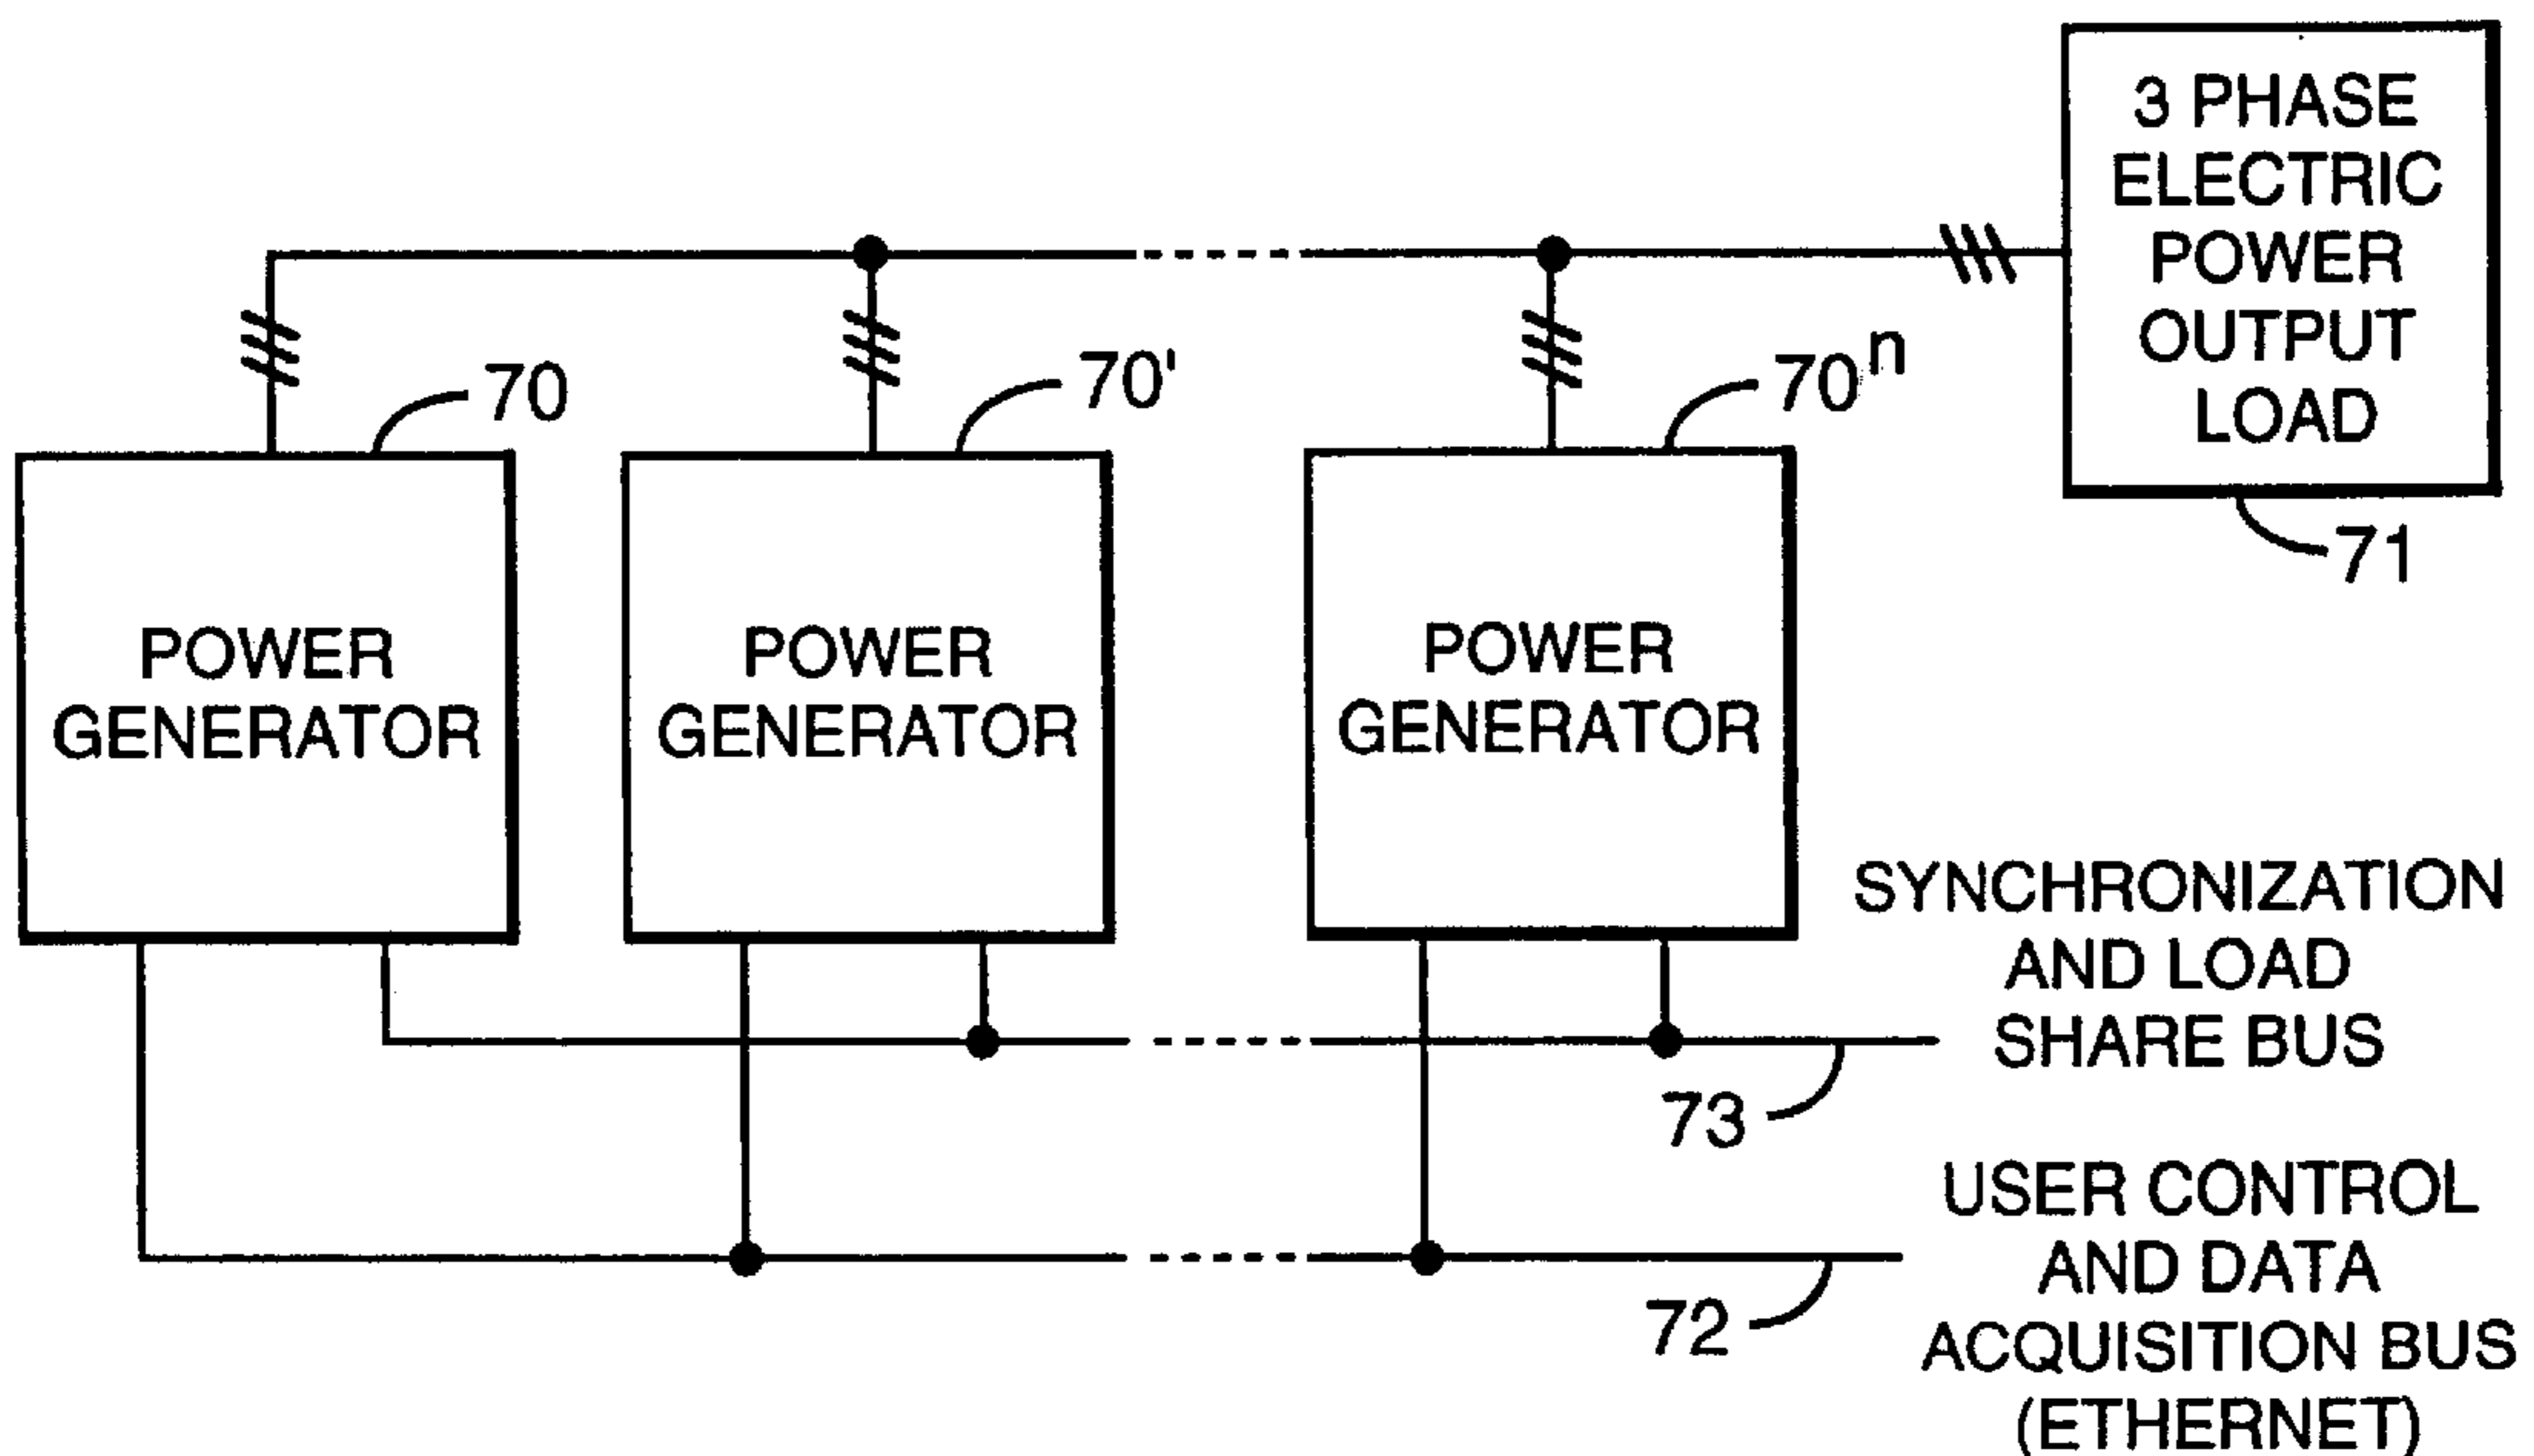 3 PHASE
ELECTRIC
POWER
OUTPUT
LOAD
71
70
70'
70ⁿ
POWER
GENERATOR
POWER
GENERATOR
POWER
GENERATOR
SYNCHRONIZATION
AND LOAD
SHARE BUS
73
USER CONTROL
AND DATA
ACQUISITION BUS
(ETHERNET)
72